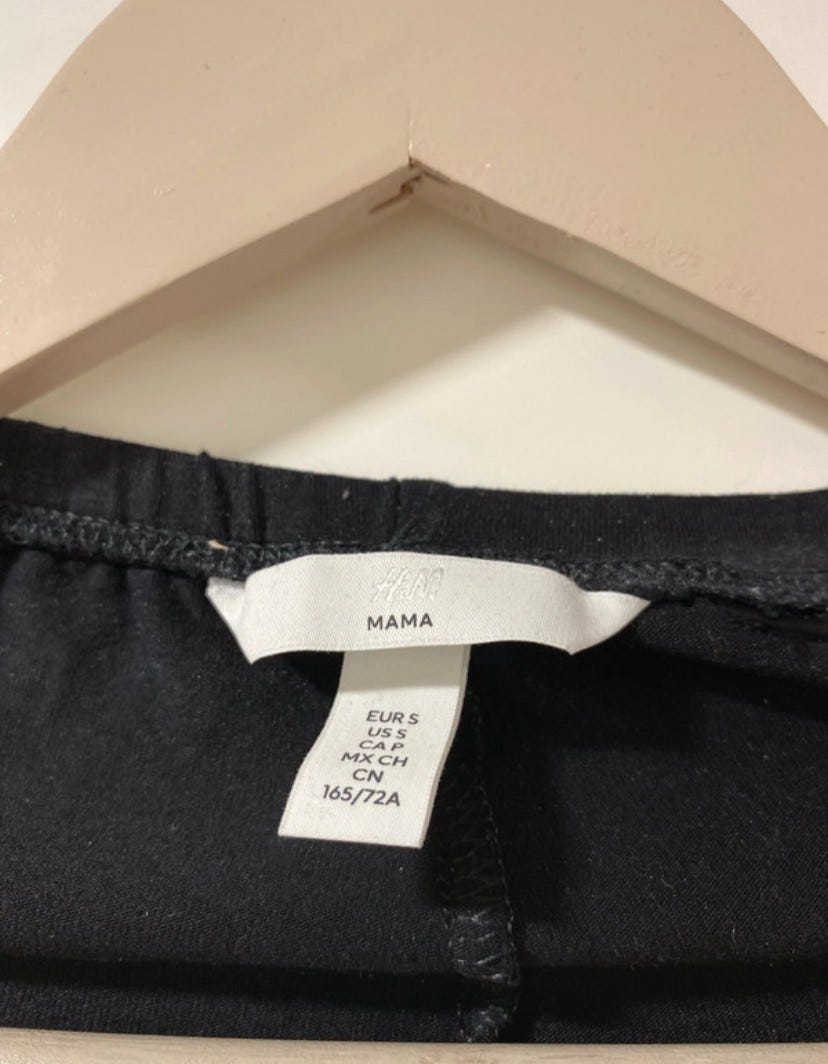 H&M
MAMA
EUR S
US S
CA P
MX CH
CN
165/72A